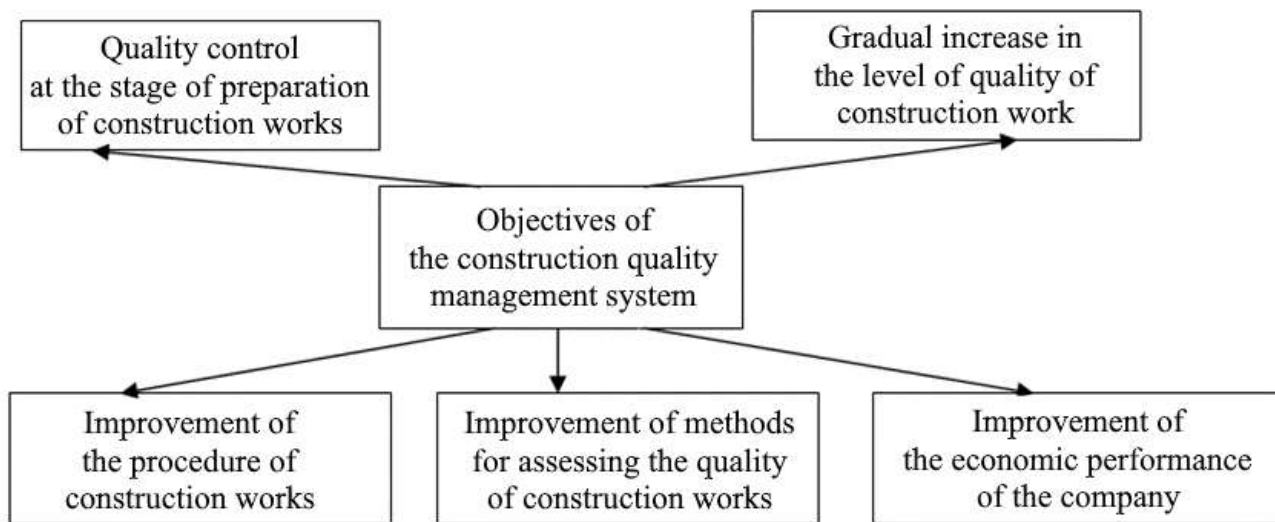 Quality control
at the stage of preparation
of construction works
Gradual increase in
the level of quality of
construction work
Objectives of
the construction quality
management system
Improvement of
the procedure of
construction works
Improvement of methods
for assessing the quality
of construction works
Improvement of
the economic performance
of the company